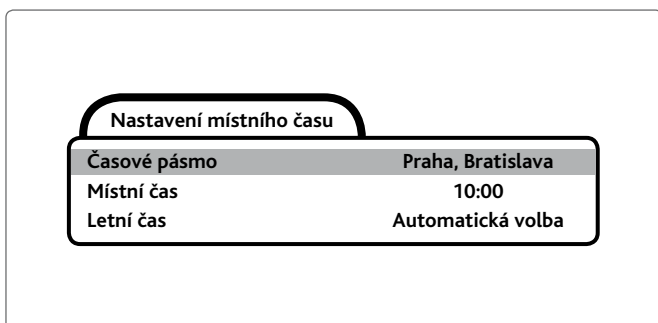 Nastavení místního času
Časové pásmo Praha, Bratislava
Místní čas 10:00
Letní čas Automatická volba